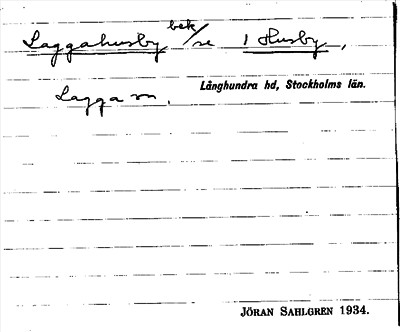 Laggahusby bek/se 1 Husby,
Långhundra hd, Stockholms län.
Lagga sn.
JÖRAN SAHLGREN 1934.